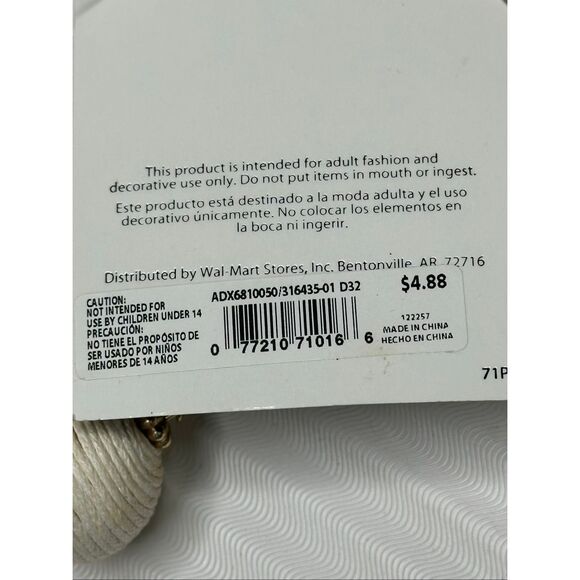 This product is intended for adult fashion and
decorative use only. Do not put items in mouth or ingest.
Este producto está destinado a la moda adulta y el uso
decorativo únicamente. No colocar los elementos en
la boca ni ingerir.
Distributed by Wal-Mart Stores, Inc. Bentonville, AR 72716
CAUTION:
NOT INTENDED FOR
USE BY CHILDREN UNDER 14
PRECAUCIÓN:
NO TIENE EL PROPÓSITO DE
SER USADO POR NIÑOS
MENORES DE 14 AÑOS
ADX6810050/316435-01 D32
$4.88
0 77210 71016 6
122257
MADE IN CHINA
HECHO EN CHINA
71P